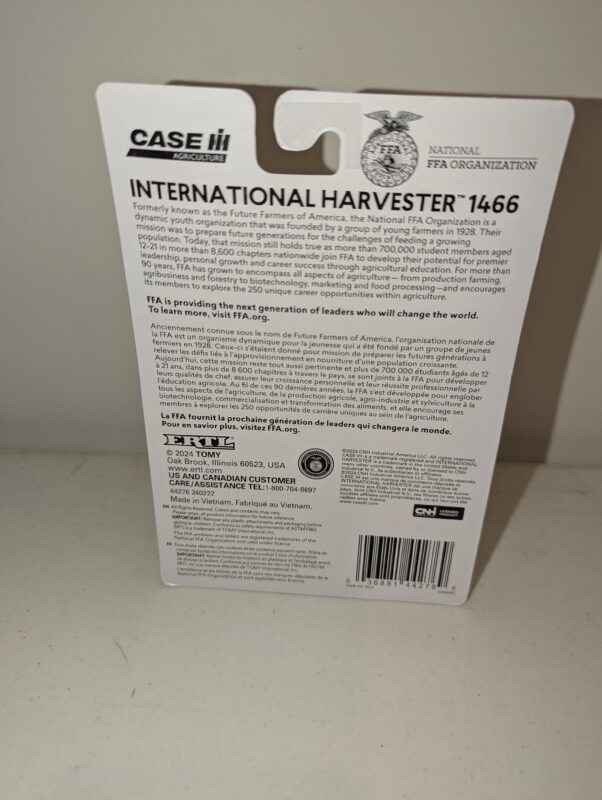 CASE IH
AGRICULTURE
FFA
NATIONAL
FFA ORGANIZATION
INTERNATIONAL HARVESTER™ 1466
Formerly known as the Future Farmers of America, the National FFA Organization is a
dynamic youth organization that was founded by a group of young farmers in 1928. Their
mission was to prepare future generations for the challenges of feeding a growing
population. Today, that mission still holds true as more than 700,000 student members aged
12-21 in more than 8,600 chapters nationwide join FFA to develop their potential for premier
leadership, personal growth and career success through agricultural education. For more than
90 years, FFA has grown to encompass all aspects of agriculture— from production farming,
agribusiness and forestry to biotechnology, marketing and food processing—and encourages
its members to explore the 250 unique career opportunities within agriculture.
FFA is providing the next generation of leaders who will change the world.
To learn more, visit FFA.org.
Anciennement connue sous le nom de Future Farmers of America, l'organisation nationale de
la FFA est un organisme dynamique pour la jeunesse qui a été fondé par un groupe de jeunes
fermiers en 1928. Ceux-ci s'étaient donné pour mission de préparer les futures générations à
relever les défis liés à l'approvisionnement en nourriture d'une population croissante.
Aujourd'hui, cette mission reste tout aussi pertinente et plus de 700 000 étudiants âgés de 12
à 21 ans, dans plus de 8 600 chapitres à travers le pays, se sont joints à la FFA pour développer
leurs qualités de chef, assurer leur croissance personnelle et leur réussite professionnelle par
l'éducation agricole. Au fil de ces 90 dernières années, la FFA s'est développée pour englober
tous les aspects de l'agriculture, de la production agricole, agro-industrie et sylviculture à la
biotechnologie, commercialisation et transformation des aliments, et elle encourage ses
membres à explorer les 250 opportunités de carrière uniques au sein de l'agriculture.
La FFA fournit la prochaine génération de leaders qui changera le monde.
Pour en savoir plus, visitez FFA.org.
ERTL
© 2024 TOMY
Oak Brook, Illinois 60523, USA
www.ertl.com
US AND CANADIAN CUSTOMER
CARE/ASSISTANCE TEL:1-800-704-8697
44276 240222
Made in Vietnam. Fabriqué au Vietnam.
©2024 CNH Industrial America LLC. All rights reserved.
CNH